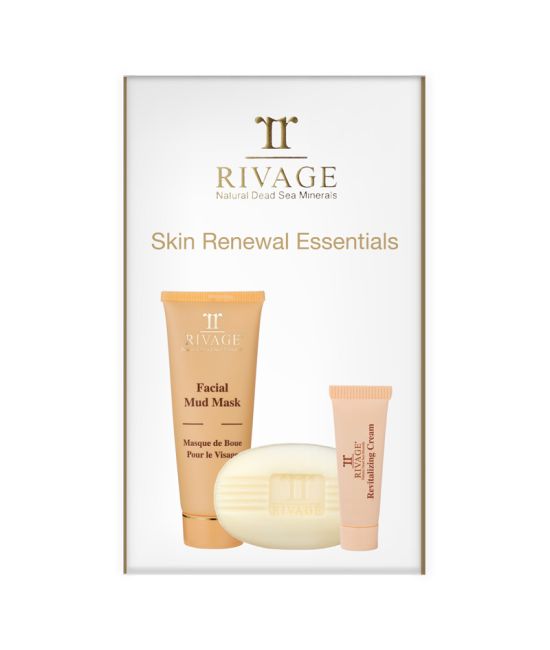 RIVAGE
Natural Dead Sea Minerals
Skin Renewal Essentials
RIVAGE
Facial
Mud Mask
Masque de Boue
Pour le Visage
RIVAGE
RIVAGE
Revitalizing Cream